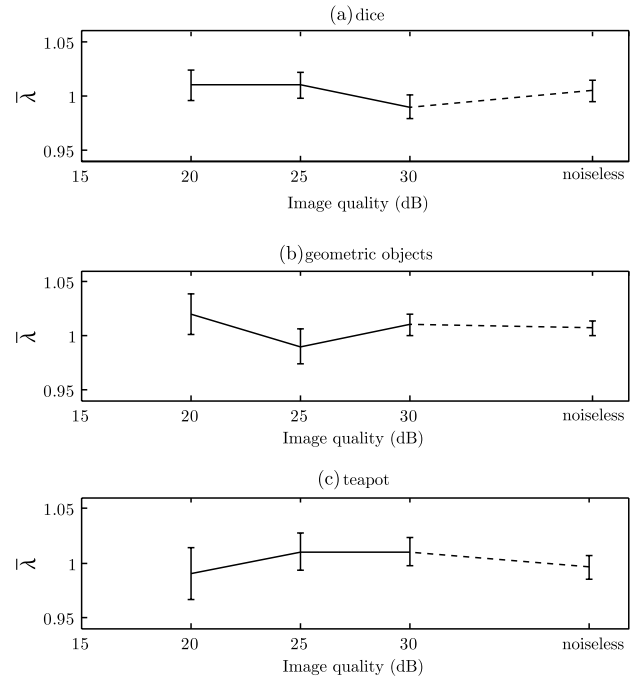 (a) dice
1.05
1
0.95
λ̅
15 20 25 30 noiseless
Image quality (dB)
(b) geometric objects
1.05
1
0.95
λ̅
15 20 25 30 noiseless
Image quality (dB)
(c) teapot
1.05
1
0.95
λ̅
15 20 25 30 noiseless
Image quality (dB)